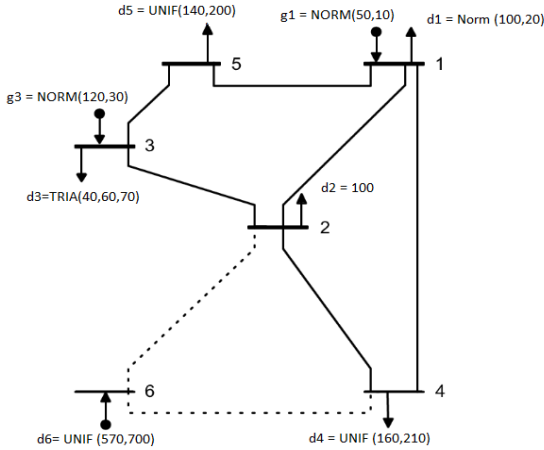 d5 = UNIF(140,200)
g1 = NORM(50,10)
d1 = Norm (100,20)
5
1
g3 = NORM(120,30)
3
d3=TRIA(40,60,70)
d2 = 100
2
6
4
d6= UNIF (570,700)
d4 = UNIF (160,210)